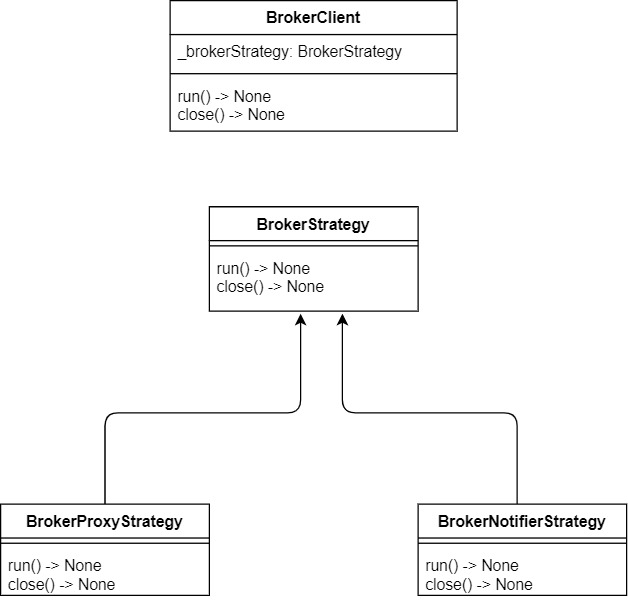 BrokerClient
_brokerStrategy: BrokerStrategy
run() -> None
close() -> None
BrokerStrategy
run() -> None
close() -> None
BrokerProxyStrategy
run() -> None
close() -> None
BrokerNotifierStrategy
run() -> None
close() -> None